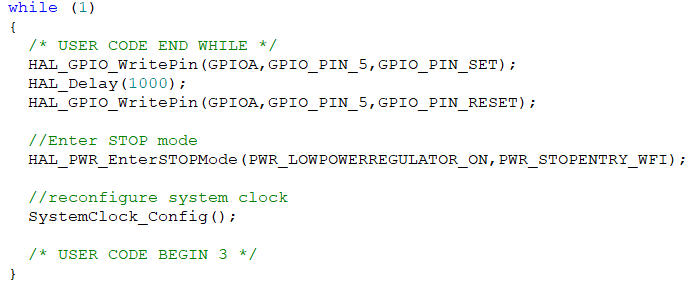 while (1)
{
/* USER CODE END WHILE */
HAL_GPIO_WritePin(GPIOA,GPIO_PIN_5,GPIO_PIN_SET);
HAL_Delay(1000);
HAL_GPIO_WritePin(GPIOA,GPIO_PIN_5,GPIO_PIN_RESET);
//Enter STOP mode
HAL_PWR_EnterSTOPMode(PWR_LOWPOWERREGULATOR_ON,PWR_STOPENTRY_WFI);
//reconfigure system clock
SystemClock_Config();
/* USER CODE BEGIN 3 */
}